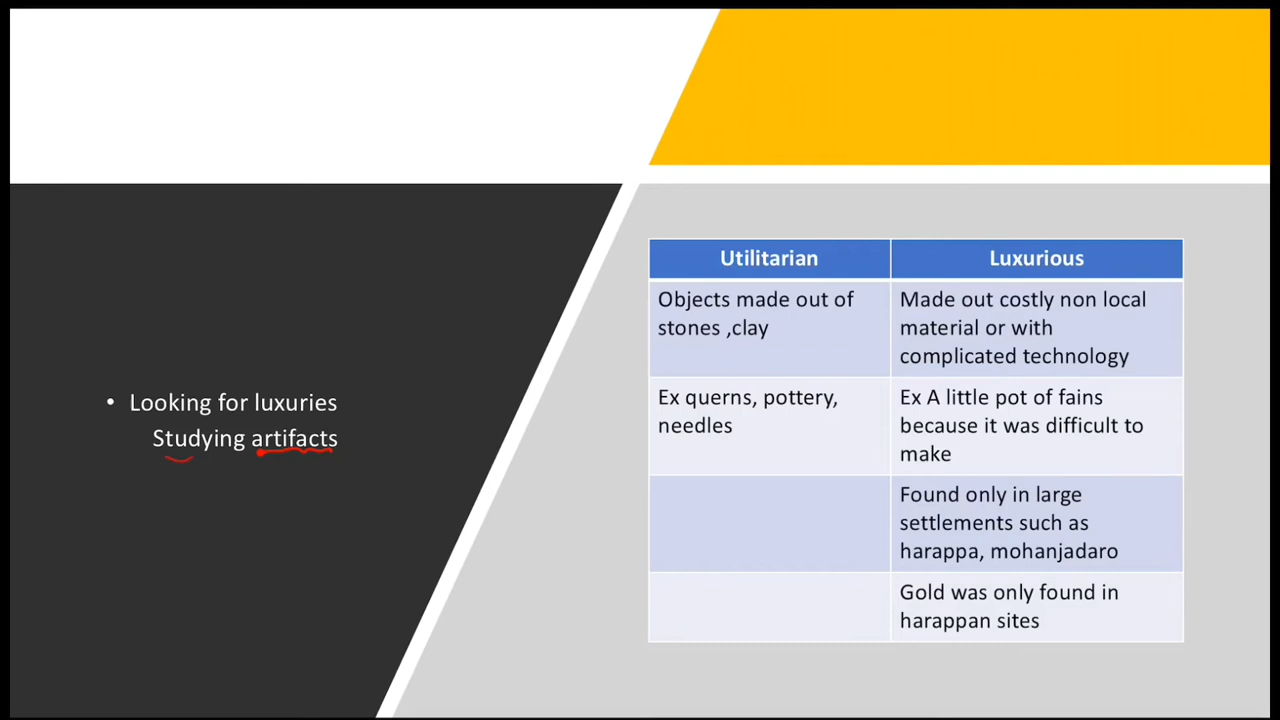 • Looking for luxuries
Studying artifacts
Utilitarian
Luxurious
Objects made out of
stones ,clay
Made out costly non local
material or with
complicated technology
Ex querns, pottery,
needles
Ex A little pot of fains
because it was difficult to
make
Found only in large
settlements such as
harappa, mohanjadaro
Gold was only found in
harappan sites